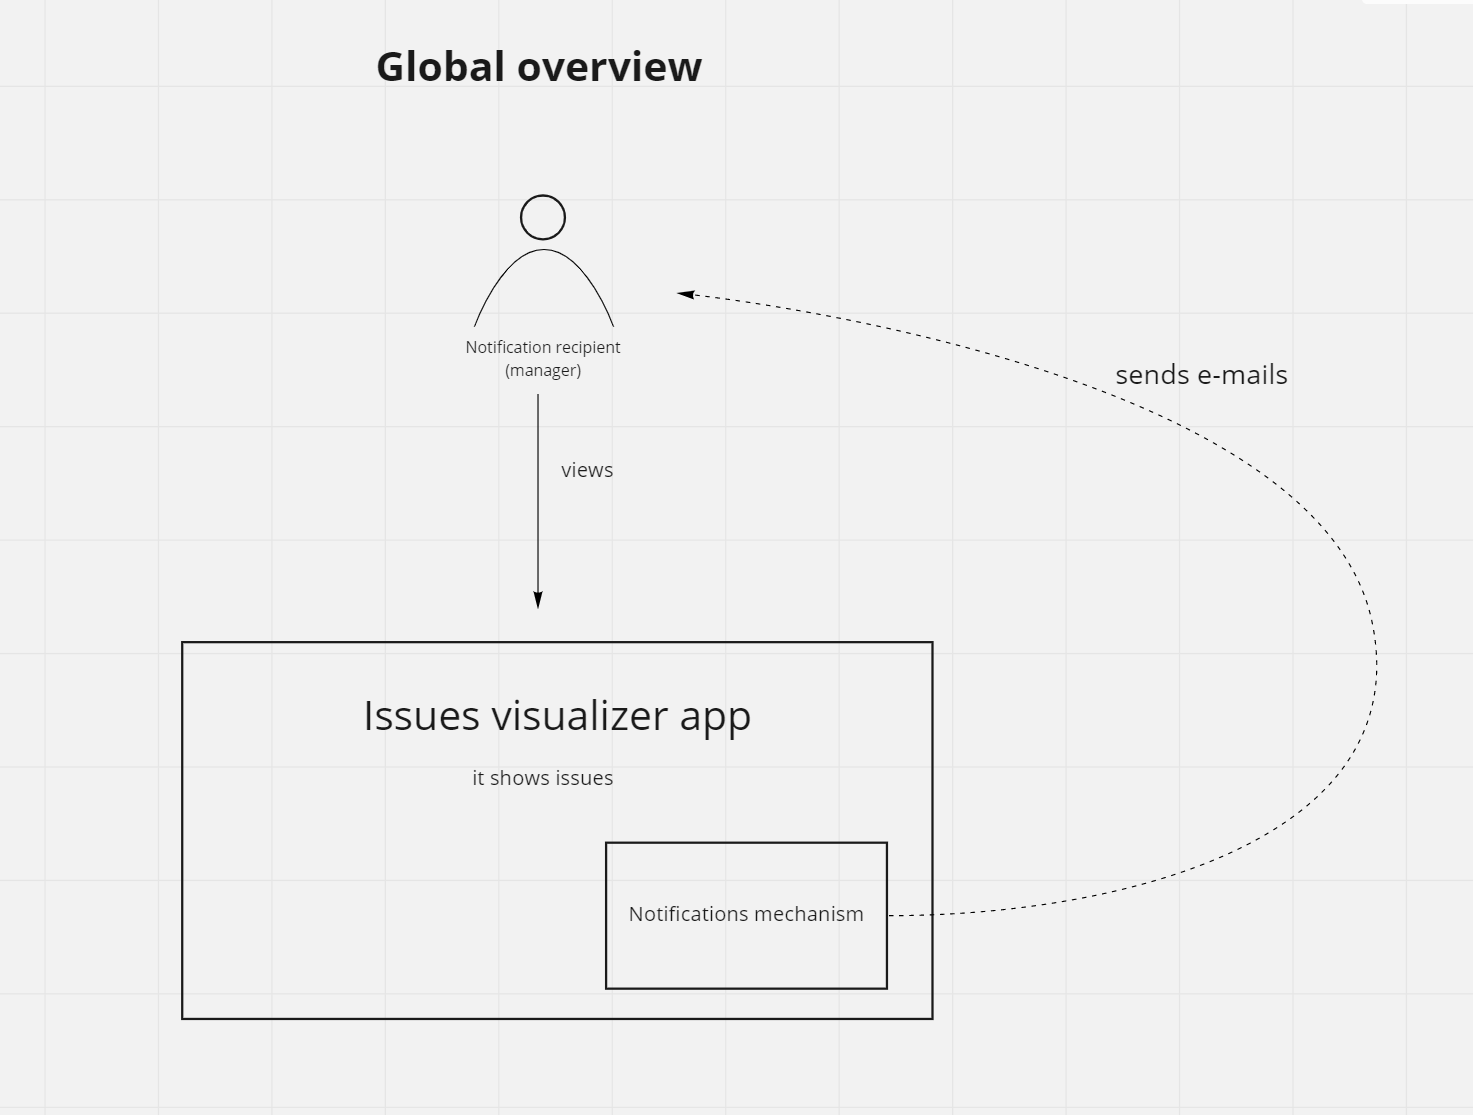 Global overview
Notification recipient
(manager)
sends e-mails
views
Issues visualizer app
it shows issues
Notifications mechanism